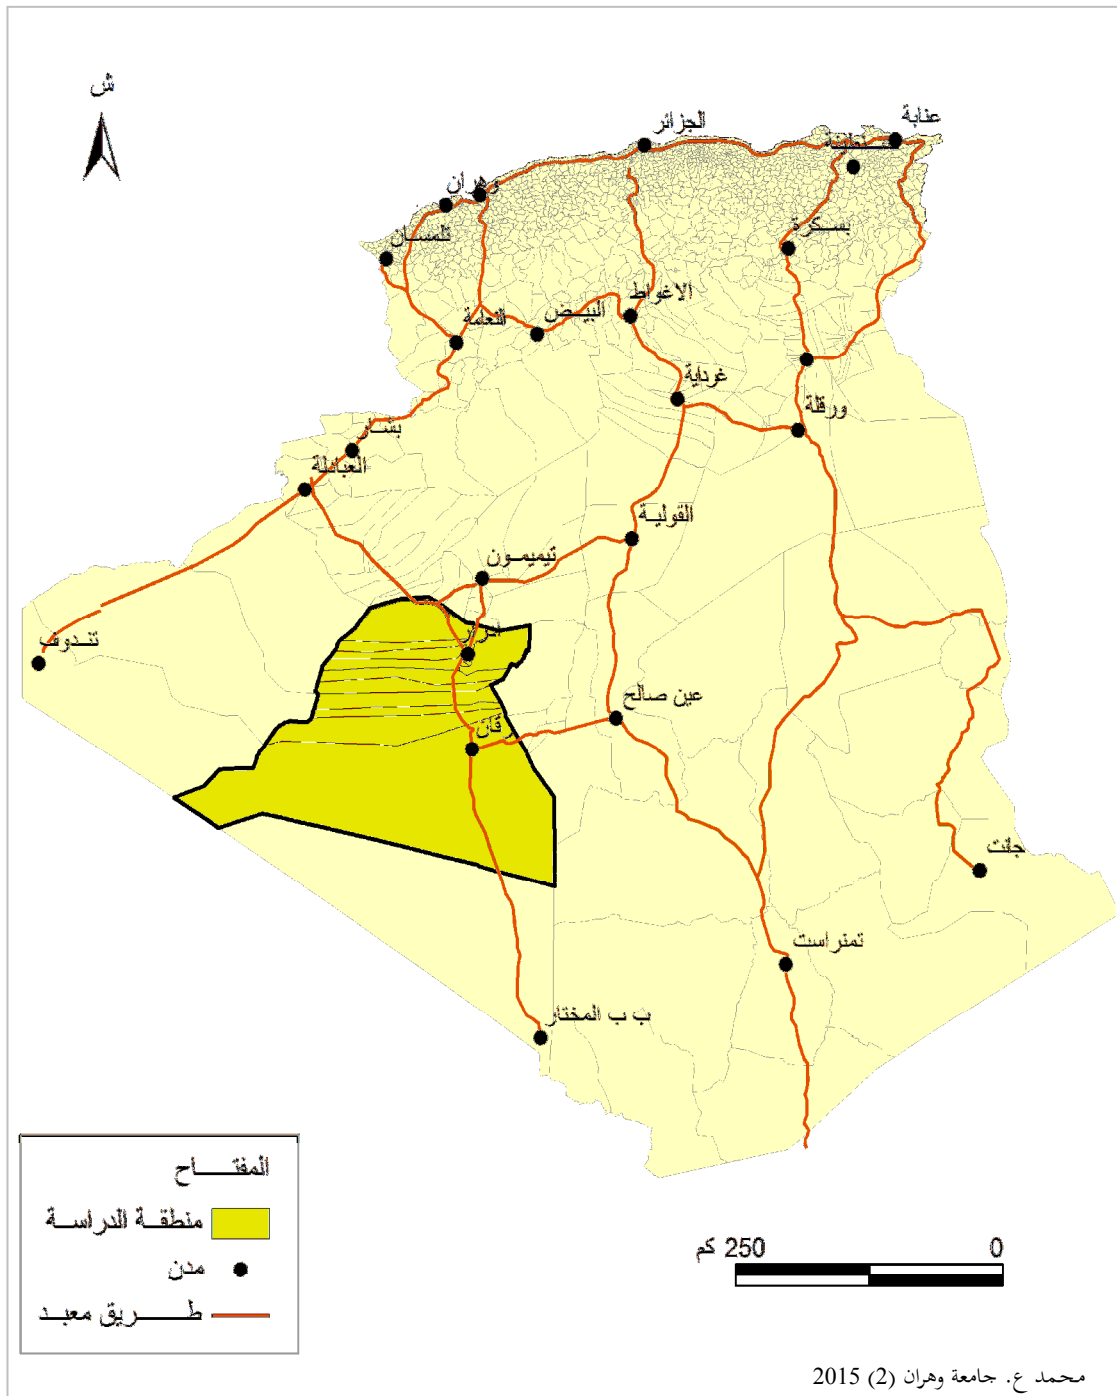 ش
الجزائر
عنابة
وهران
تلمسان
بسكرة
الاغواط
البيض
النعامة
غرداية
ورقلة
بشار
العبادلة
القولية
تيميمون
ادرار
تندوف
عين صالح
رقان
جانت
تمنراست
ب ب المختار
المفتاح
منطقة الدراسة
مدن
طريق معبد
250 كم
0
محمد ع. جامعة وهران (2) 2015